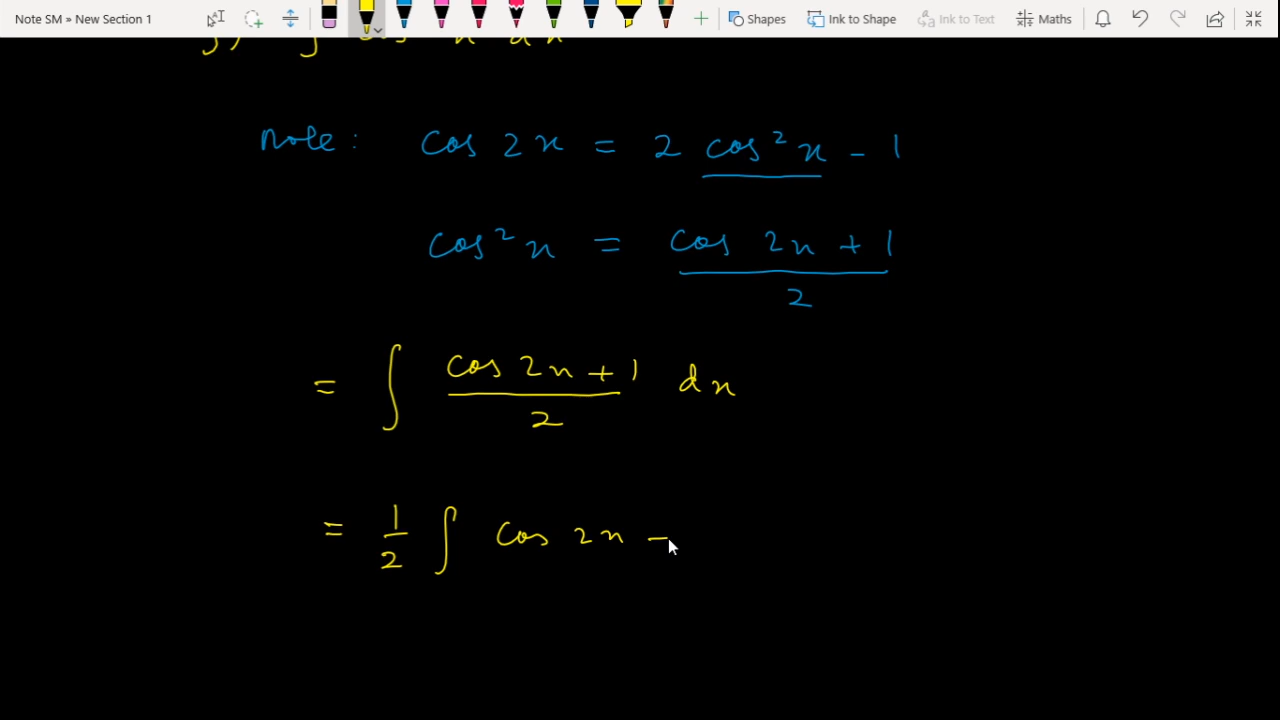 Note SM » New Section 1
Shapes
Ink to Shape
Ink to Text
Maths
∫ x dx
Note: cos 2x = 2 cos²x - 1
cos²x = cos 2x + 1 / 2
= ∫ cos 2x + 1 / 2 dx
= 1/2 ∫ cos 2x -